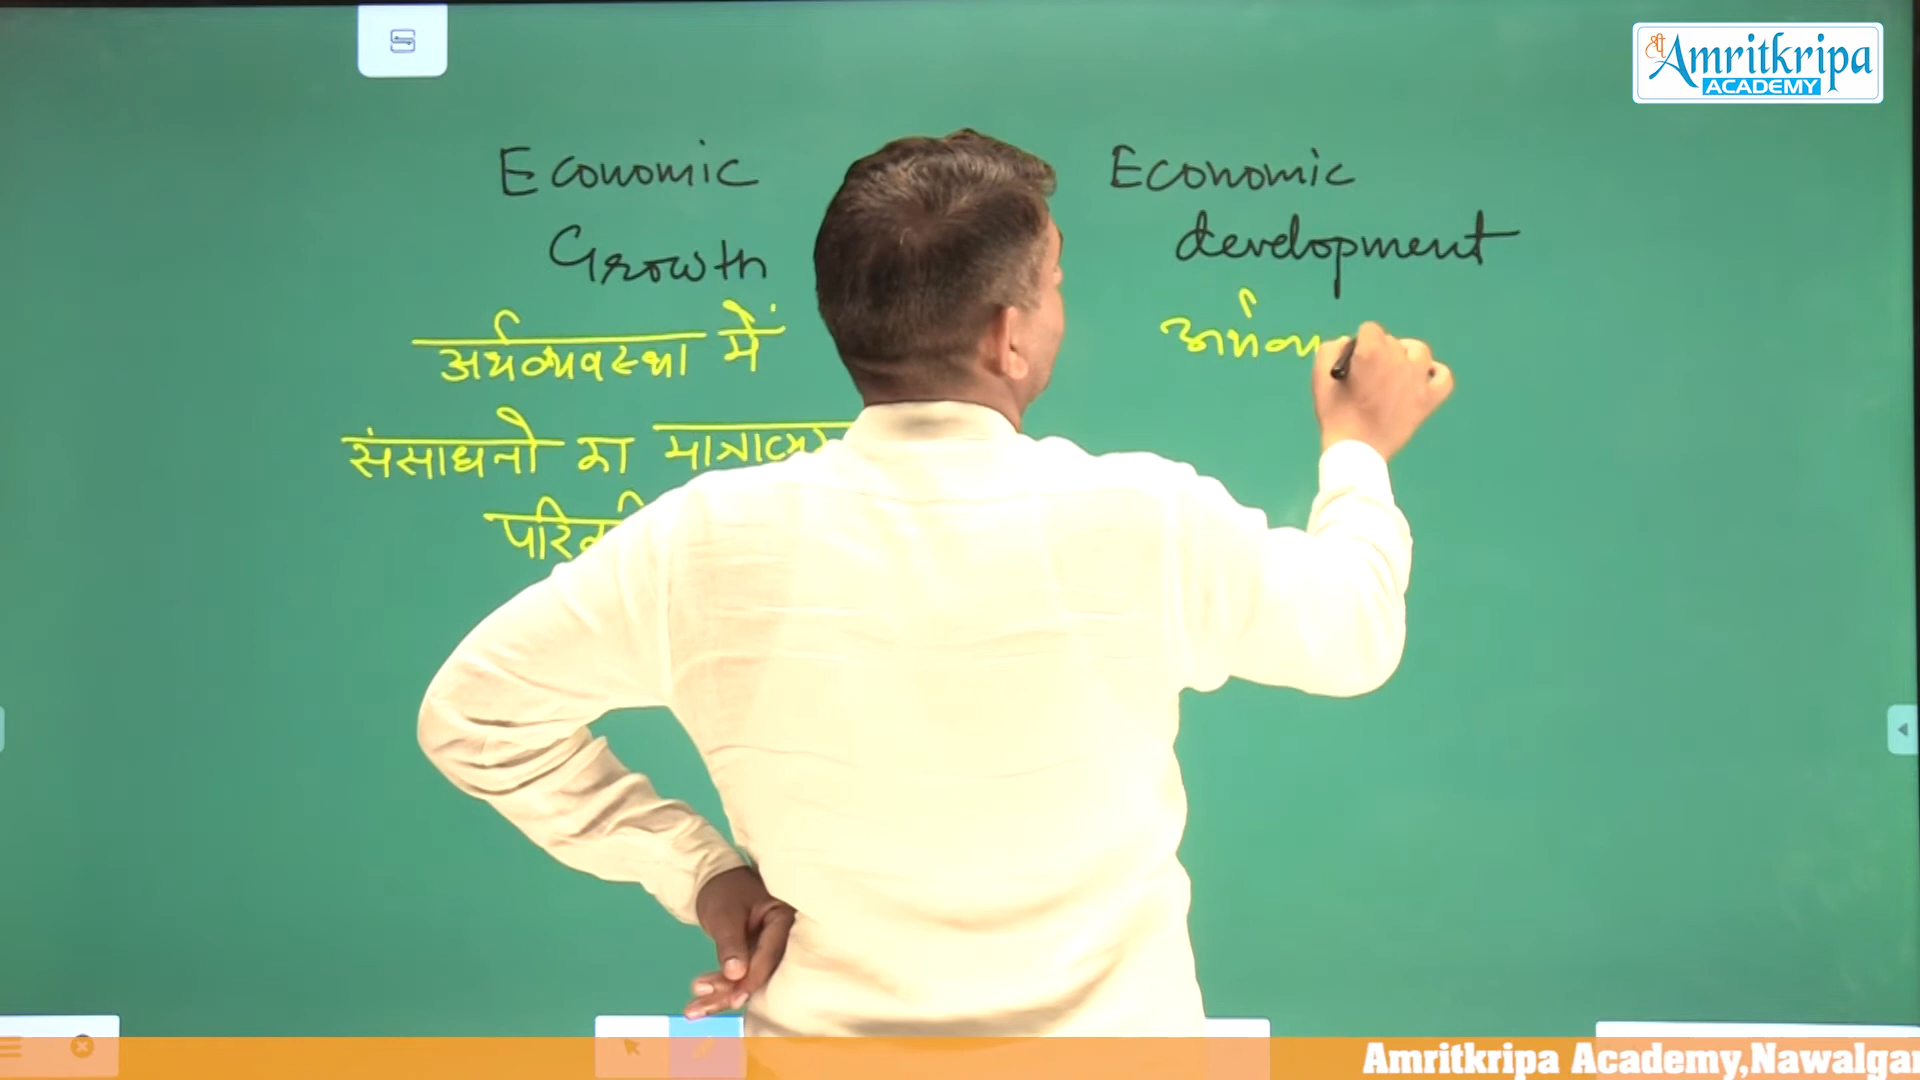 श्री Amritkripa
ACADEMY
Economic
Growth
अर्थव्यवस्था में
संसाधनो का
Economic
development
Amritkripa Academy,Nawalgar